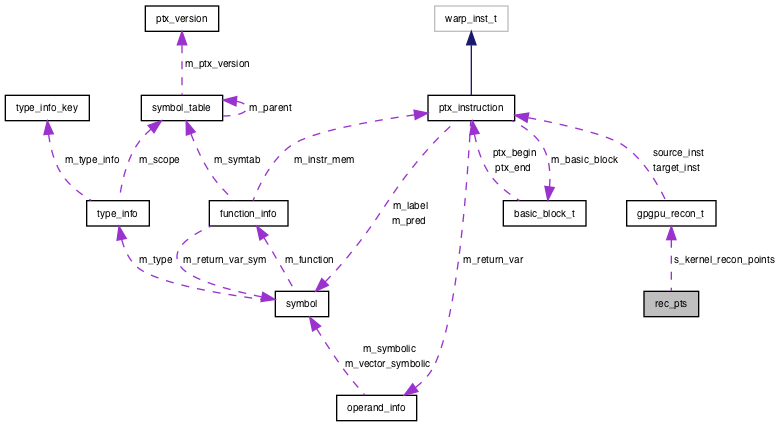 ptx_version
warp_inst_t
m_ptx_version
type_info_key
symbol_table
m_parent
ptx_instruction
m_type_info
m_scope
m_symtab
m_instr_mem
ptx_begin
ptx_end
m_basic_block
source_inst
target_inst
type_info
function_info
m_label
m_pred
basic_block_t
gpgpu_recon_t
m_type
m_return_var_sym
m_function
m_return_var
s_kernel_recon_points
symbol
rec_pts
m_symbolic
m_vector_symbolic
operand_info